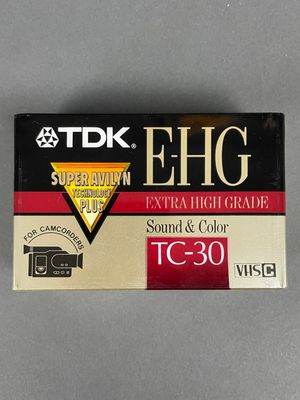 TDK®
E-HG
SUPER AVILYN
TECHNOLOGY
PLUS
EXTRA HIGH GRADE
Sound & Color
FOR CAMCORDERS
TC-30
VHS C